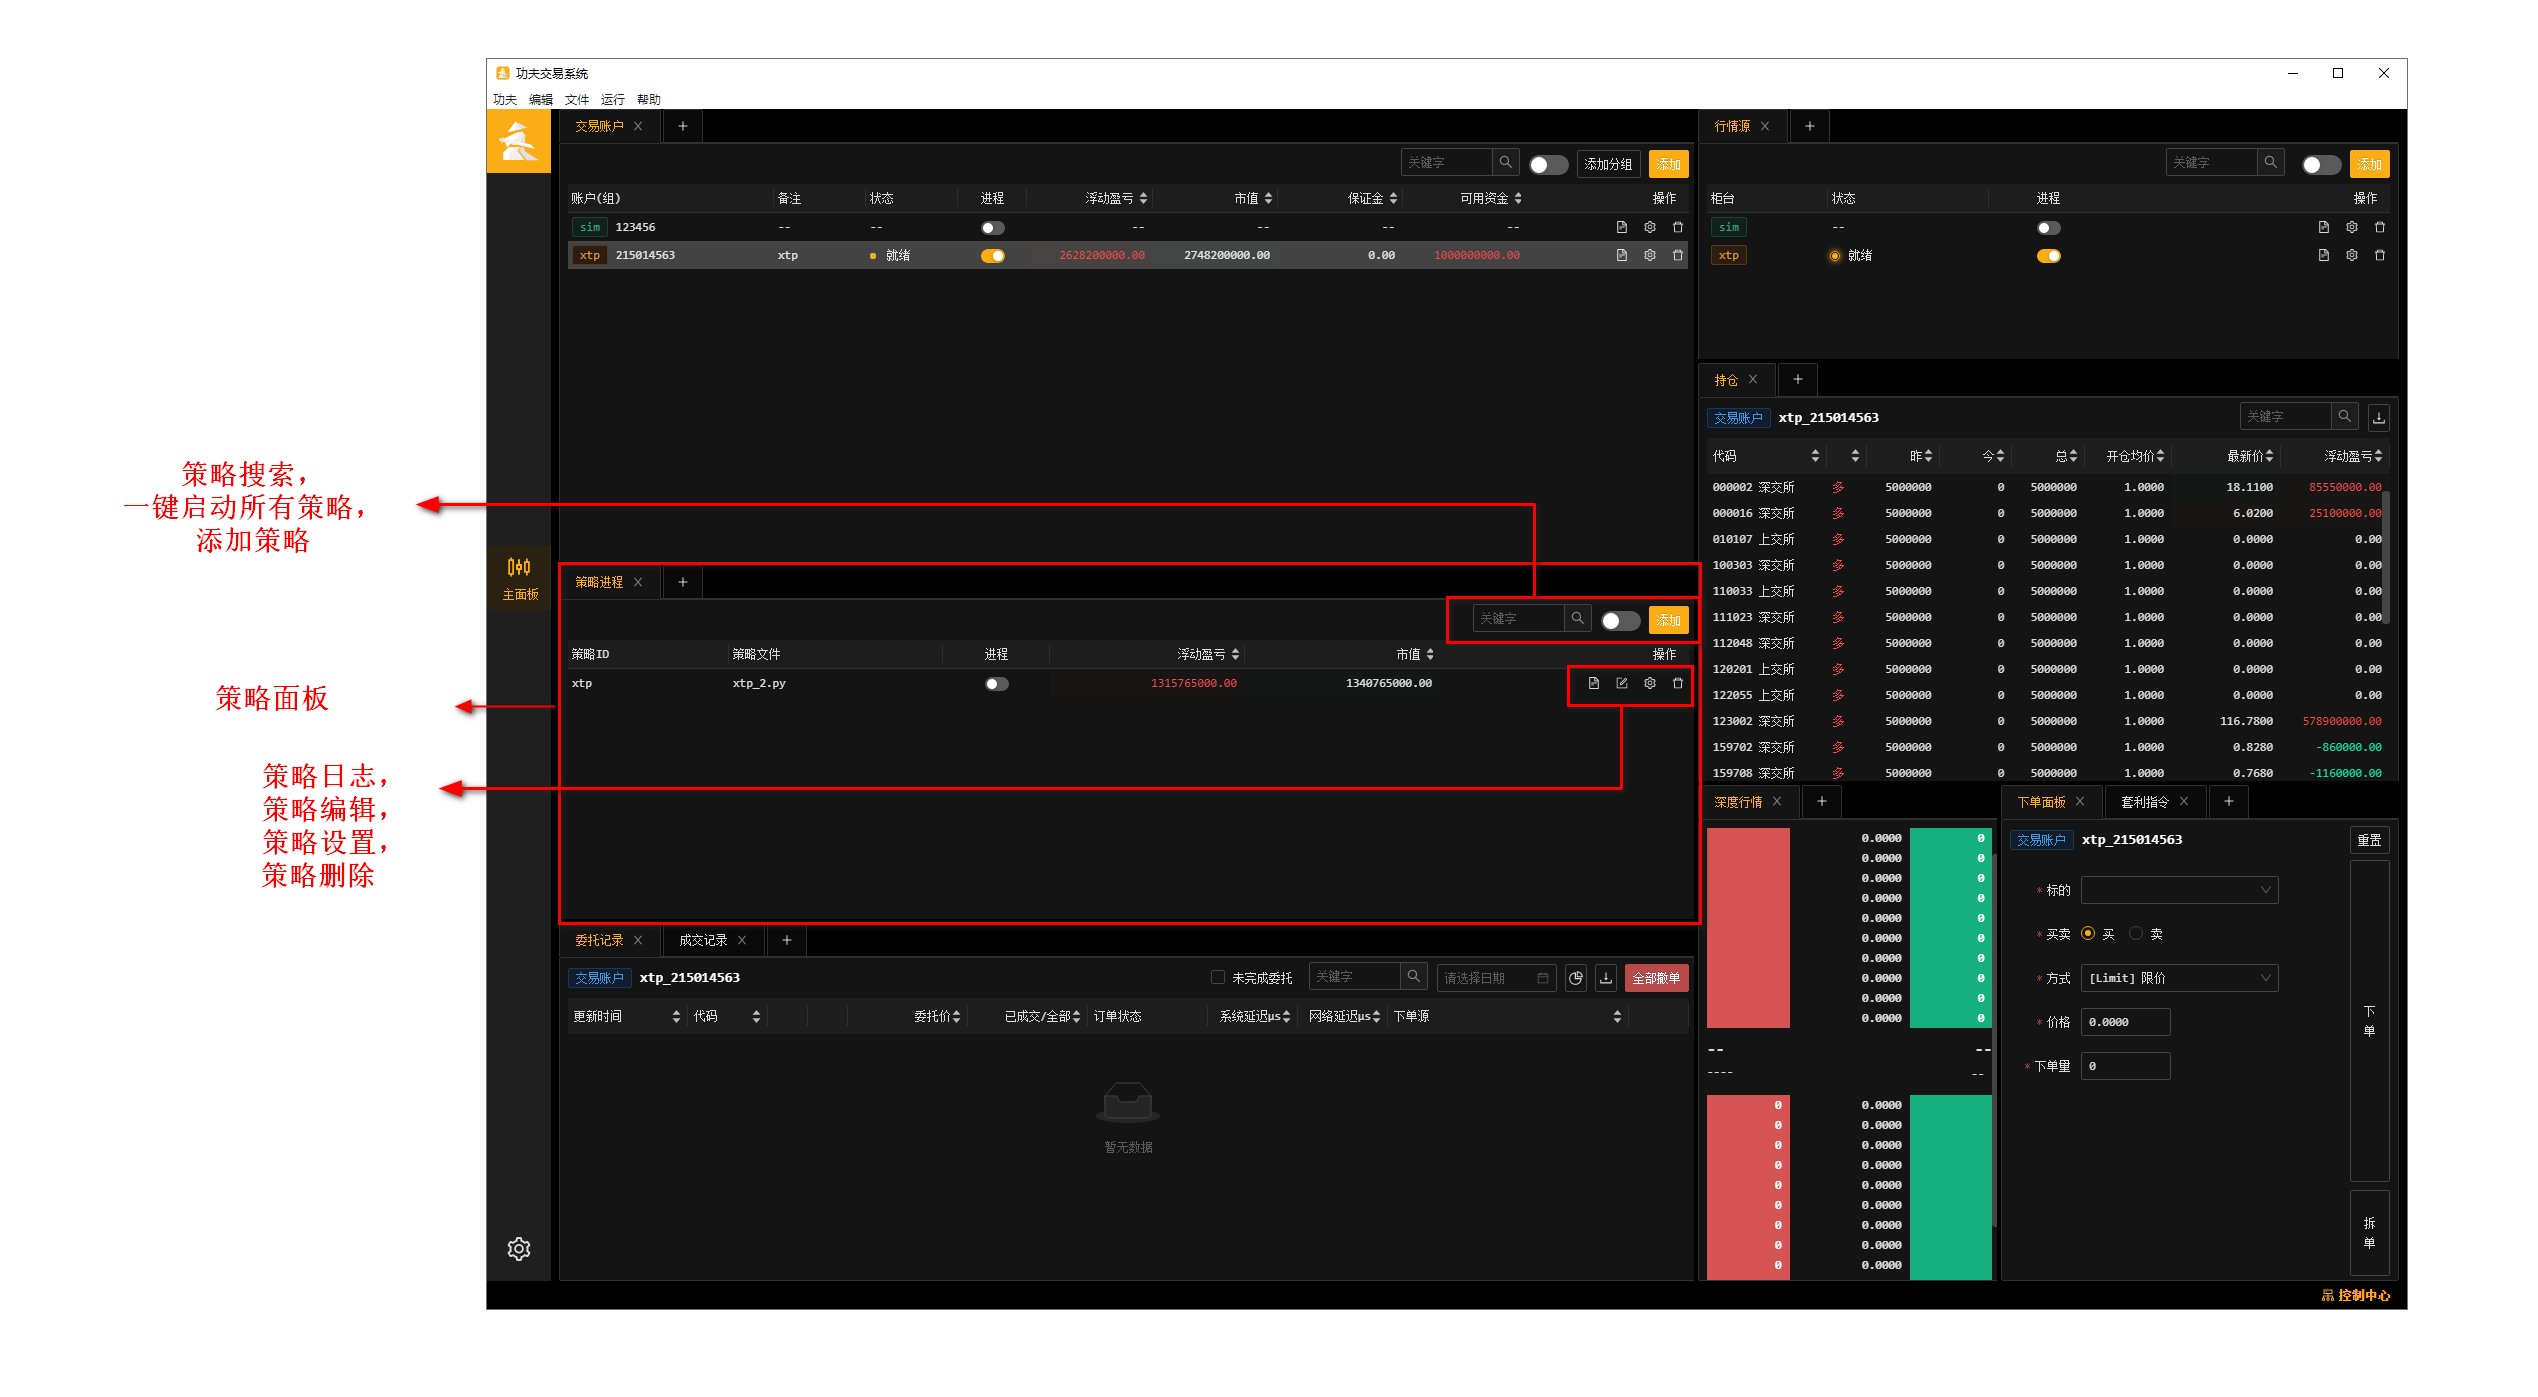 功夫交易系统
功夫 编辑 文件 运行 帮助
交易账户
关键字 添加分组 添加
账户(组) 备注 状态 进程 浮动盈亏 市值 保证金 可用资金 操作
sim 123456 -- -- -- -- -- --
xtp 215014563 xtp 就绪 2628200000.00 2748200000.00 0.00 1000000000.00
行情源
关键字 添加
柜台 状态 进程 操作
sim --
xtp 就绪
策略搜索，
一键启动所有策略，
添加策略
策略面板
策略日志，
策略编辑，
策略设置，
策略删除
主面板
策略进程
关键字 添加
策略ID 策略文件 进程 浮动盈亏 市值 操作
xtp xtp_2.py 1315765000.00 1340765000.00
持仓
交易账户 xtp_215014563 关键字
代码 昨 今 总 开仓均价 最新价 浮动盈亏
000002 深交所 多 5000000 0 5000000 1.0000 18.1100 85550000.00
000016 深交所 多 5000000 0 5000000 1.0000 6.0200 25100000.00
010107 上交所 多 5000000 0 5000000 1.0000 0.0000 0.00
100303 深交所 多 5000000 0 5000000 1.0000 0.0000 0.00
110033 上交所 多 5000000 0 5000000 1.0000 0.0000 0.00
111023 深交所 多 5000000 0 5000000 1.0000 0.0000 0.00
112048 深交所 多 5000000 0 5000000 1.0000 0.0000 0.00
120201 上交所 多 5000000 0 5000000 1.0000 0.0000 0.00
122055 上交所 多 5000000 0 5000000 1.0000 0.0000 0.00
123002 深交所 多 5000000 0 5000000 1.0000 116.7800 578900000.00
159702 深交所 多 5000000 0 5000000 1.0000 0.8280 -860000.00
159708 深交所 多 5000000 0 5000000 1.0000 0.7680 -1160000.00
委托记录 成交记录
交易账户 xtp_215014563 未完成委托 关键字 请选择日期 全部撤单
更新时间 代码 委托价 已成交/全部 订单状态 系统延迟μs 网络延迟μs 下单源
暂无数据
深度行情
0.0000 0
0.0000 0
0.0000 0
0.0000 0
0.0000 0
0.0000 0
0.0000 0
0.0000 0
0.0000 0
0.0000 0
-- --
---- --
0 0.0000
0 0.0000
0 0.0000
0 0.0000
0 0.0000
0 0.0000
0 0.0000
0 0.0000
0 0.0000
下单面板 套利指令
交易账户 xtp_215014563 重置
* 标的
* 买卖 买 卖
* 方式 [Limit] 限价
* 价格 0.0000
* 下单量 0
下
单
拆
单
控制中心